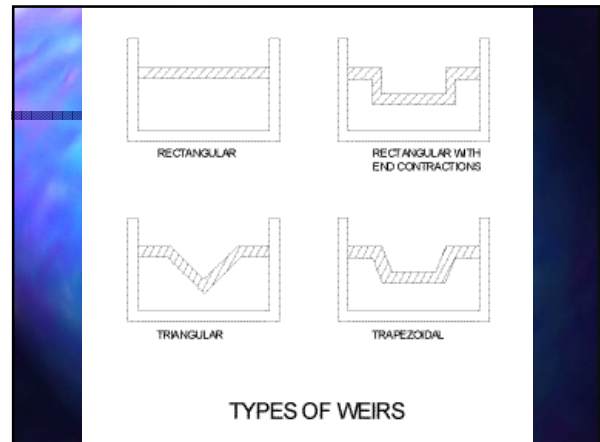 RECTANGULAR
RECTANGULAR WITH
END CONTRACTIONS
TRIANGULAR
TRAPEZOIDAL
TYPES OF WEIRS